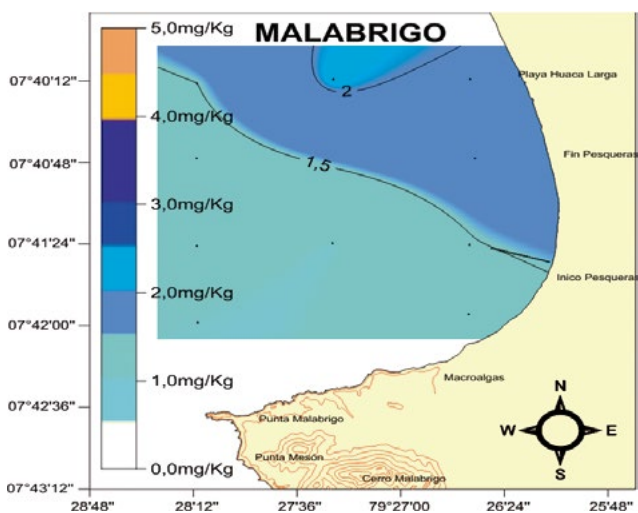 MALABRIGO
5,0mg/Kg
4,0mg/Kg
3,0mg/Kg
2,0mg/Kg
1,0mg/Kg
0,0mg/Kg
07°40'12"
07°40'48"
07°41'24"
07°42'00"
07°42'36"
07°43'12"
2
1,5
Playa Huaca Larga
Fin Pesqueras
Inico Pesqueras
Macroalgas
Punta Malabrigo
Punta Mesón
Cerro Malabrigo
N
W E
S
28'48" 28'12" 27'36" 79°27'00" 26'24" 25'48"